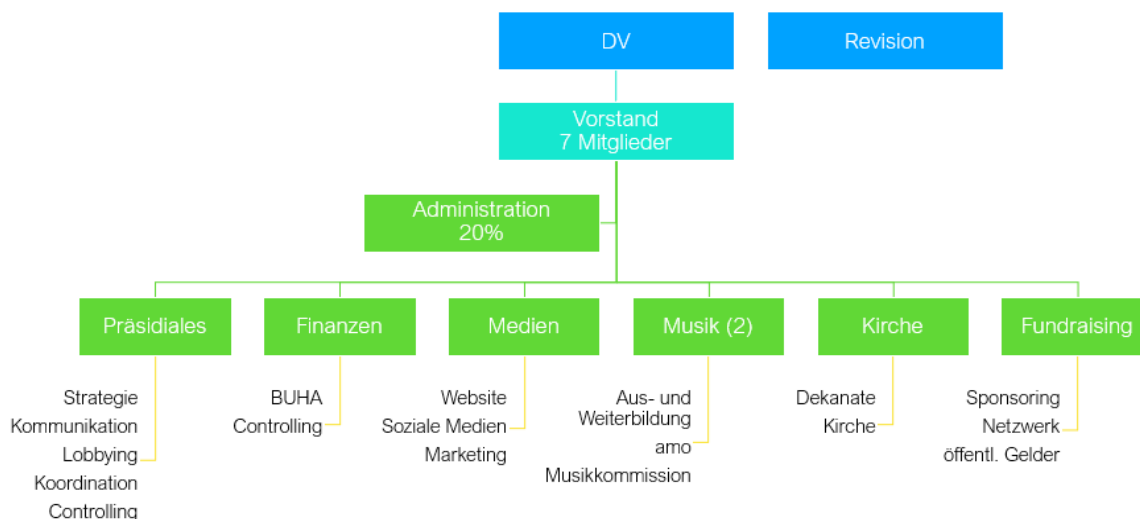 DV
Revision
Vorstand
7 Mitglieder
Administration
20%
Präsidiales
Finanzen
Medien
Musik (2)
Kirche
Fundraising
Strategie
Kommunikation
Lobbying
Koordination
Controlling
BUHA
Controlling
Website
Soziale Medien
Marketing
Aus- und
Weiterbildung
amo
Musikkommission
Dekanate
Kirche
Sponsoring
Netzwerk
öffentl. Gelder